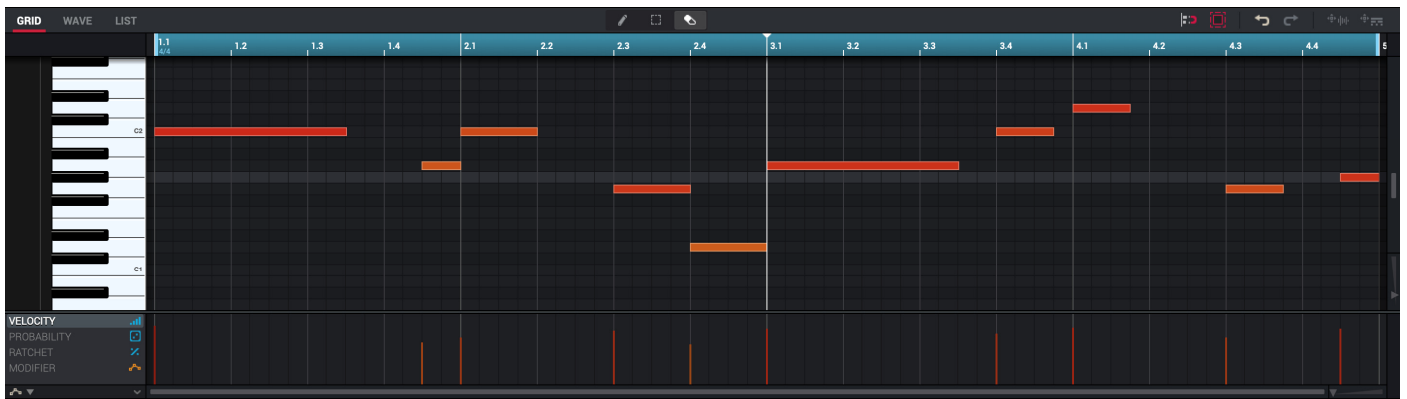 GRID WAVE LIST
1.1 1.2 1.3 1.4 2.1 2.2 2.3 2.4 3.1 3.2 3.3 3.4 4.1 4.2 4.3 4.4 5
4/4
C2
C1
VELOCITY
PROBABILITY
RATCHET
MODIFIER